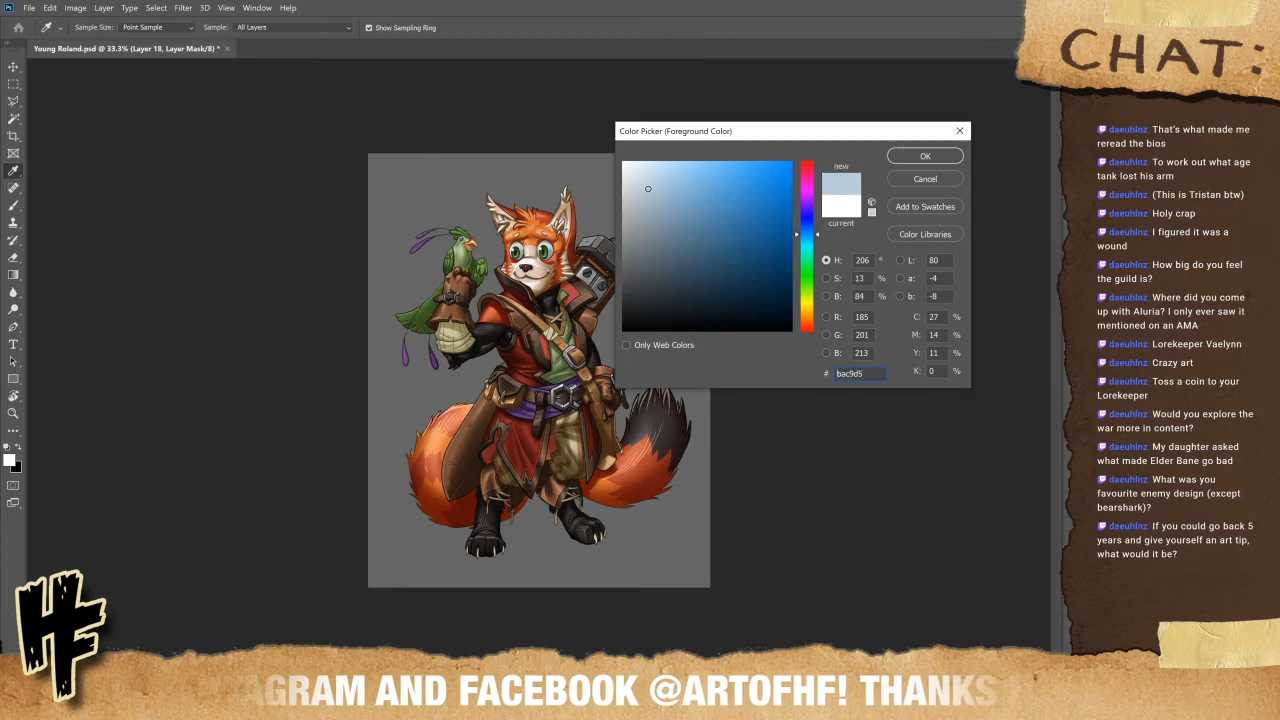 File Edit Image Layer Type Select Filter 3D View Window Help
Sample Size: Point Sample Sample: All Layers Show Sampling Ring
Young Roland.psd @ 33.3% (Layer 18, Layer Mask/8) * ×
Color Picker (Foreground Color)
new
current
OK
Cancel
Add to Swatches
Color Libraries
H: 206 °
S: 13 %
B: 84 %
R: 185
G: 201
B: 213
# bac9d5
L: 80
a: -4
b: -8
C: 27 %
M: 14 %
Y: 11 %
K: 0 %
Only Web Colors
CHAT:
daeuhlnz: That's what made me
reread the bios
daeuhlnz: To work out what age
tank lost his arm
daeuhlnz: (This is Tristan btw)
daeuhlnz: Holy crap
daeuhlnz: I figured it was a
wound
daeuhlnz: How big do you feel
the guild is?
daeuhlnz: Where did you come
up with Aluria? I only ever saw it
mentioned on an AMA
daeuhlnz: Lorekeeper Vaelynn
daeuhlnz: Crazy art
daeuhlnz: Toss a coin to your
Lorekeeper
daeuhlnz: Would you explore the
war more in content?
daeuhlnz: My daughter asked
what made Elder Bane go bad
daeuhlnz: What was you
favourite enemy design (except
bearshark)?
daeuhlnz: If you could go back 5
years and give yourself an art tip,
what would it be?
HF
AGRAM AND FACEBOOK @ARTOFHF! THANKS